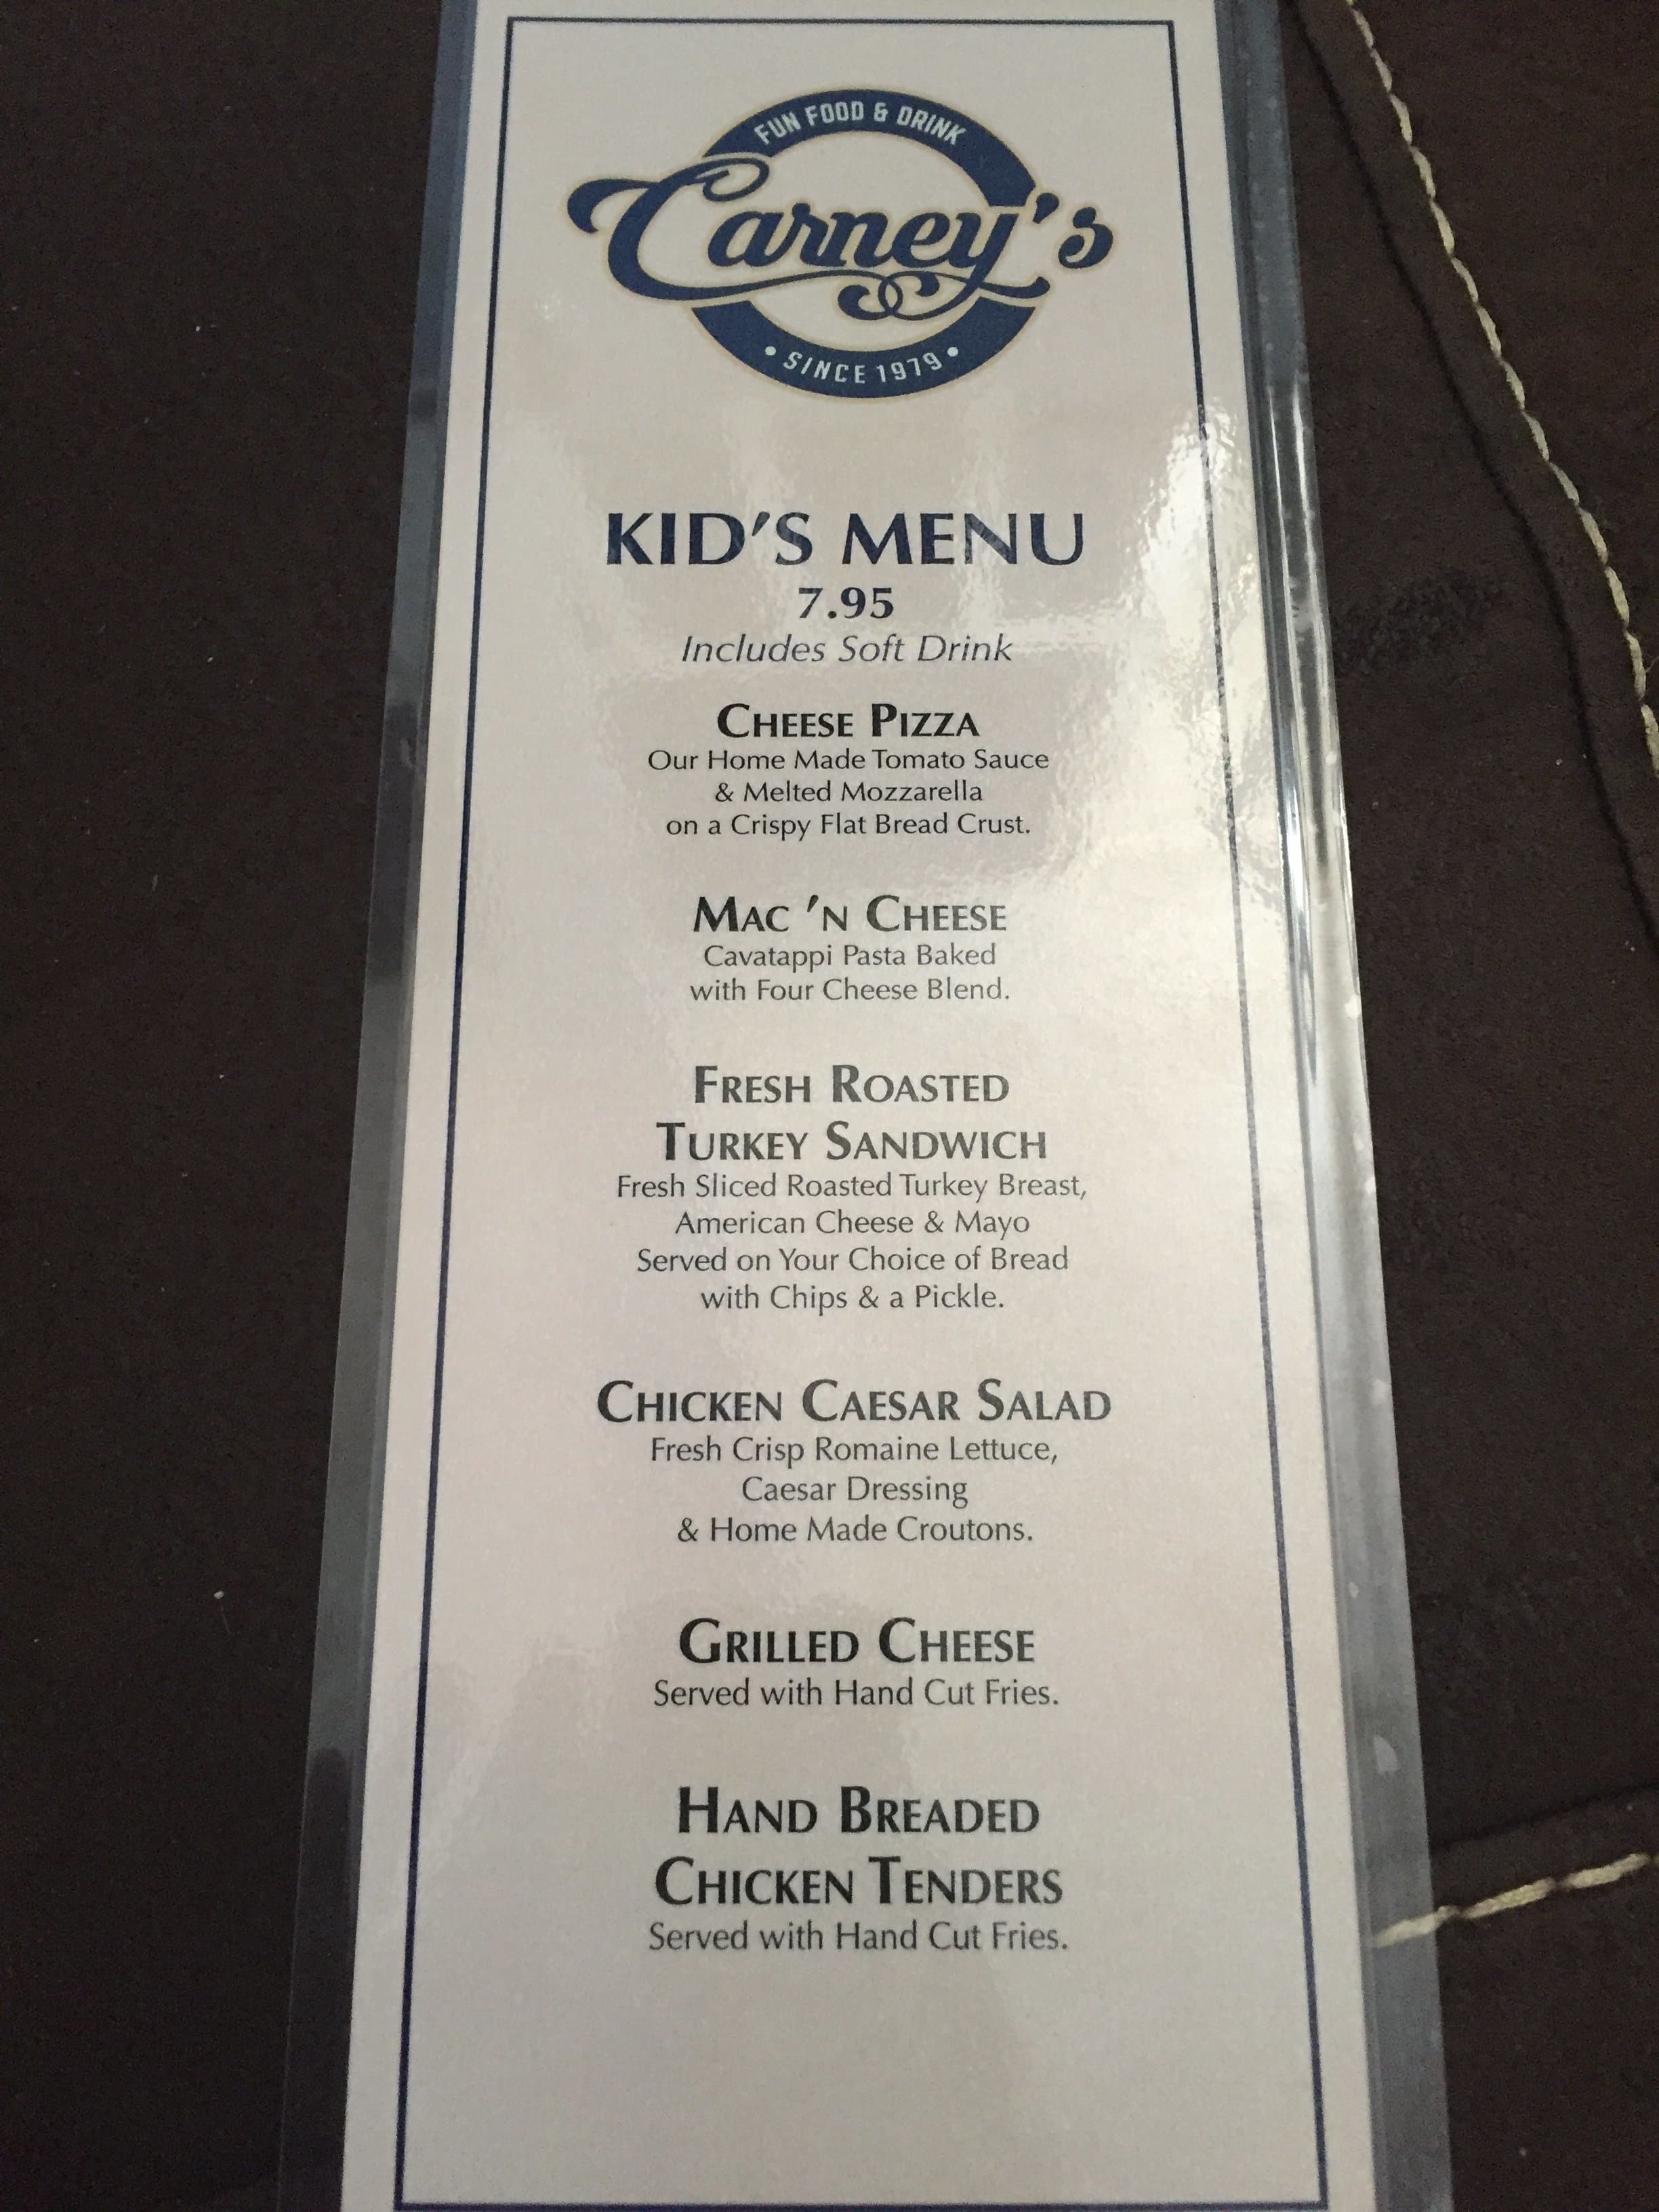 FUN FOOD & DRINK
Carney's
• SINCE 1979 •
KID'S MENU
7.95
Includes Soft Drink
CHEESE PIZZA
Our Home Made Tomato Sauce
& Melted Mozzarella
on a Crispy Flat Bread Crust.
MAC 'N CHEESE
Cavatappi Pasta Baked
with Four Cheese Blend.
FRESH ROASTED
TURKEY SANDWICH
Fresh Sliced Roasted Turkey Breast,
American Cheese & Mayo
Served on Your Choice of Bread
with Chips & a Pickle.
CHICKEN CAESAR SALAD
Fresh Crisp Romaine Lettuce,
Caesar Dressing
& Home Made Croutons.
GRILLED CHEESE
Served with Hand Cut Fries.
HAND BREADED
CHICKEN TENDERS
Served with Hand Cut Fries.